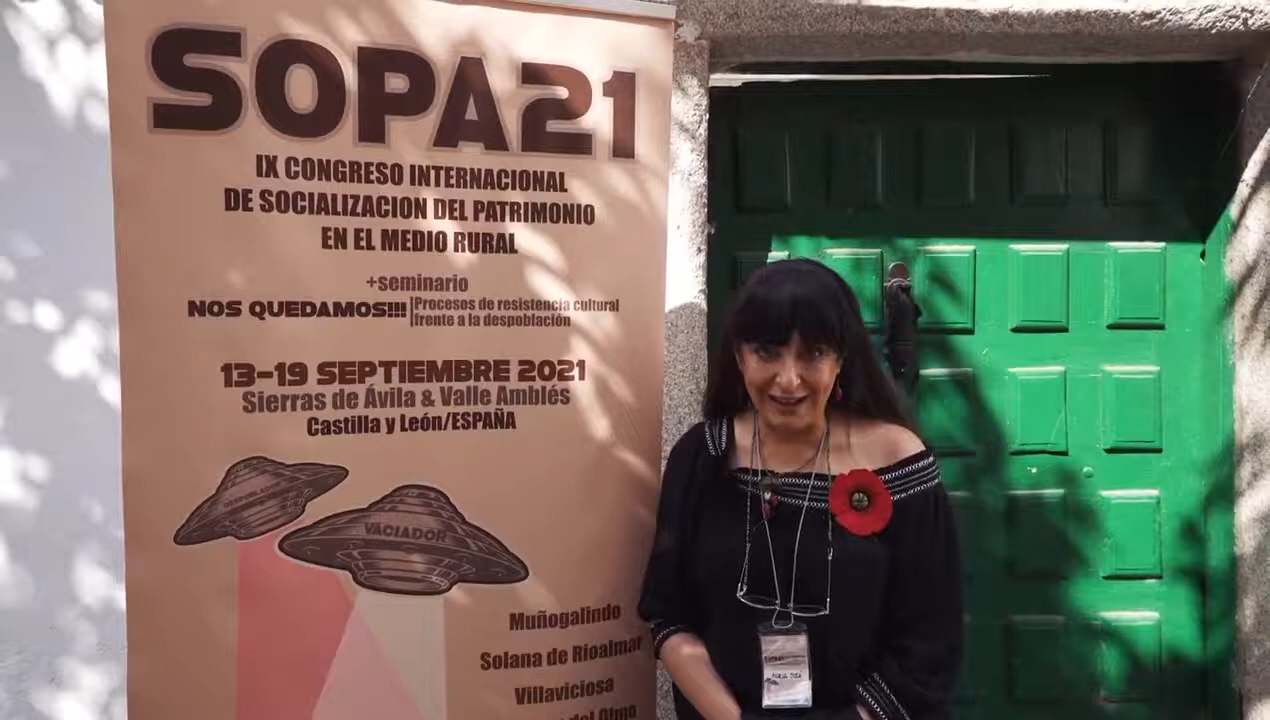 SOPA21
IX CONGRESO INTERNACIONAL
DE SOCIALIZACION DEL PATRIMONIO
EN EL MEDIO RURAL
+seminario
NOS QUEDAMOS!!!
Procesos de resistencia cultural
frente a la despoblación
13-19 SEPTIEMBRE 2021
Sierras de Ávila & Valle Amblés
Castilla y León/ESPAÑA
VACIADOR
Muñogalindo
Solana de Rioalmar
Villaviciosa
del Olmo